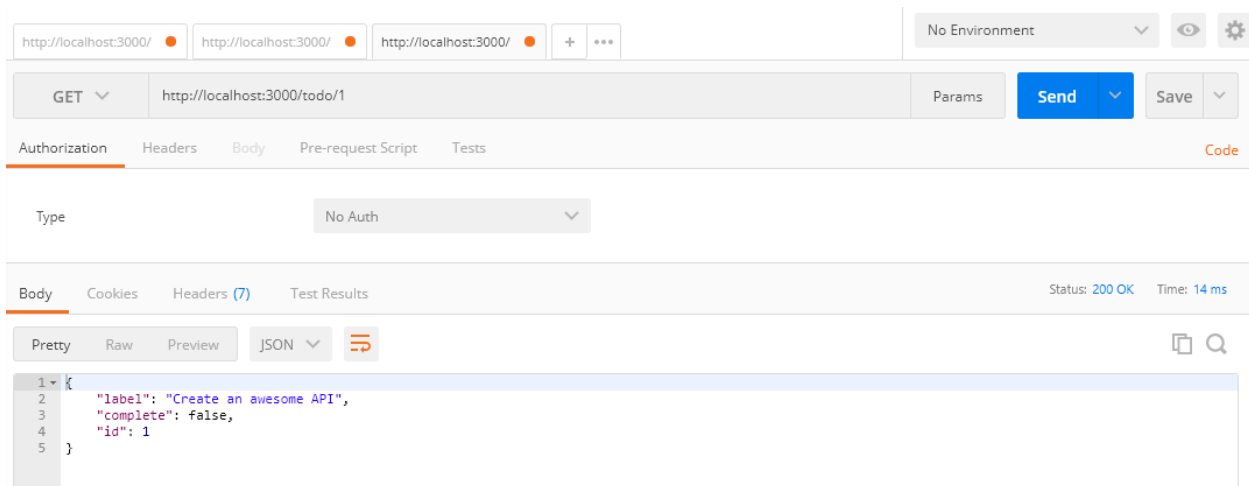 http://localhost:3000/ http://localhost:3000/ http://localhost:3000/ + ••• No Environment
GET http://localhost:3000/todo/1 Params Send Save
Authorization Headers Body Pre-request Script Tests Code
Type No Auth
Body Cookies Headers (7) Test Results Status: 200 OK Time: 14 ms
Pretty Raw Preview JSON
1 {
2 "label": "Create an awesome API",
3 "complete": false,
4 "id": 1
5 }